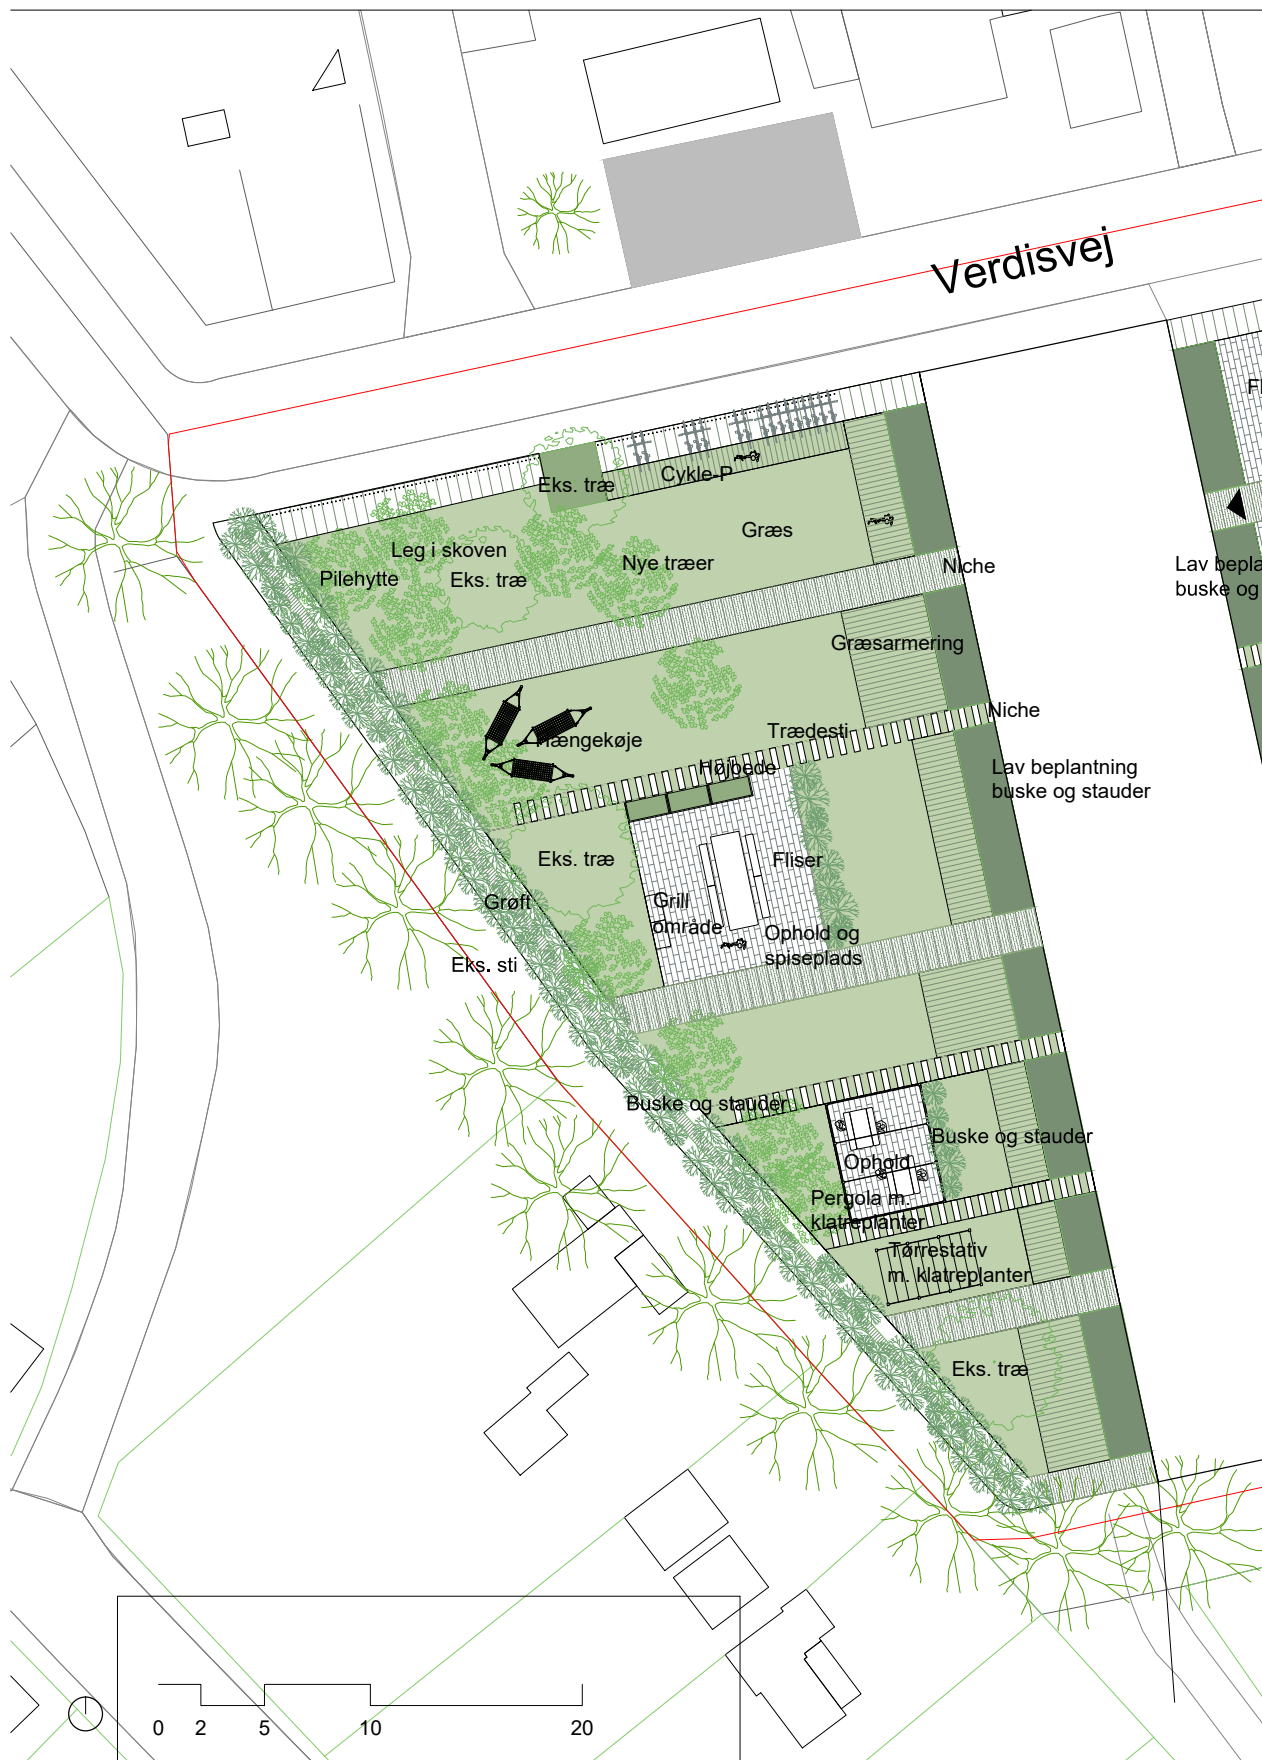 Verdisvej
Fl
Cykle-P
Eks. træ
Græs
Leg i skoven
Nye træer
Niche
Pilehytte
Eks. træ
Lav bepla
buske og
Græsarmering
Niche
Trædesti
Hængekøje
Højbede
Lav beplantning
buske og stauder
Eks. træ
Fliser
Grøft
Grill
område
Ophold og
spiseplads
Eks. sti
Buske og stauder
Buske og stauder
Ophold
Pergola m.
klatreplanter
Tørrestativ
m. klatreplanter
Eks. træ
0 2 5 10 20